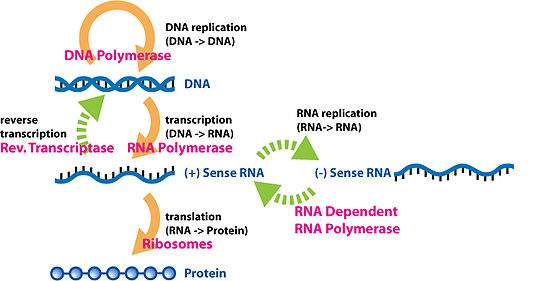 DNA replication
(DNA -> DNA)
DNA Polymerase
DNA
reverse
transcription
Rev. Transcriptase
transcription
(DNA -> RNA)
RNA Polymerase
RNA replication
(RNA-> RNA)
(+) Sense RNA
(-) Sense RNA
RNA Dependent
RNA Polymerase
translation
(RNA -> Protein)
Ribosomes
Protein